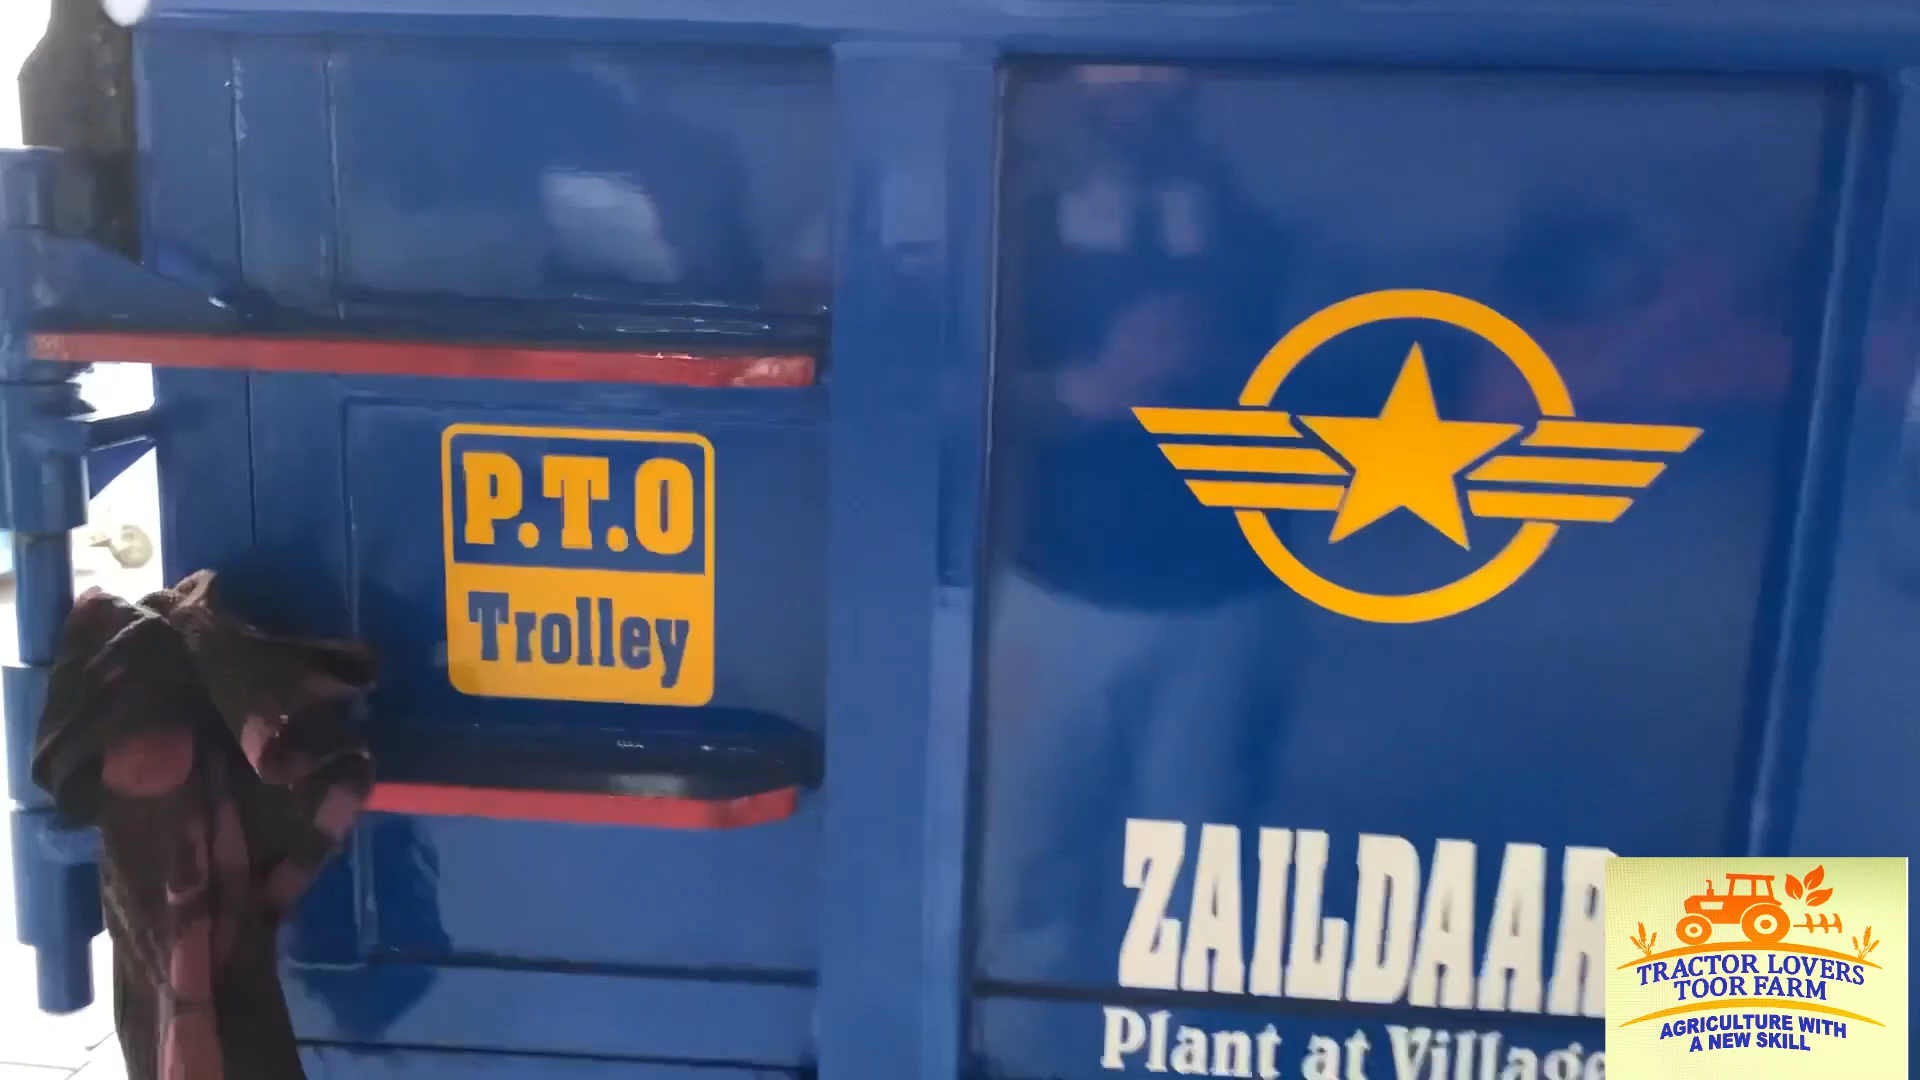 P.T.O
Trolley
ZAILDAAR
Plant at Village
TRACTOR LOVERS
TOOR FARM
AGRICULTURE WITH
A NEW SKILL